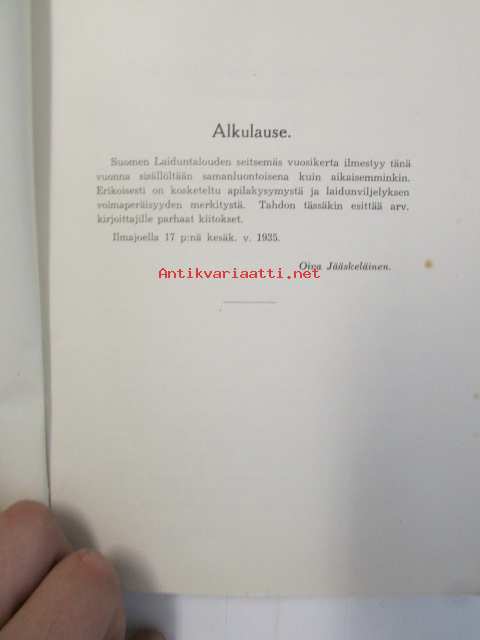 Alkulause.
Suomen Laiduntalouden seitsemäs vuosikerta ilmestyy tänä
vuonna sisällöltään samanluontoisena kuin aikaisemminkin.
Erikoisesti on kosketeltu apilakysymystä ja laidunviljelyksen
voimaperäisyyden merkitystä. Tahdon tässäkin esittää arv.
kirjoittajille parhaat kiitokset.
Ilmajoella 17 p:nä kesäk. v. 1935.
Oiva Jääskeläinen.
Antikvariaatti.net